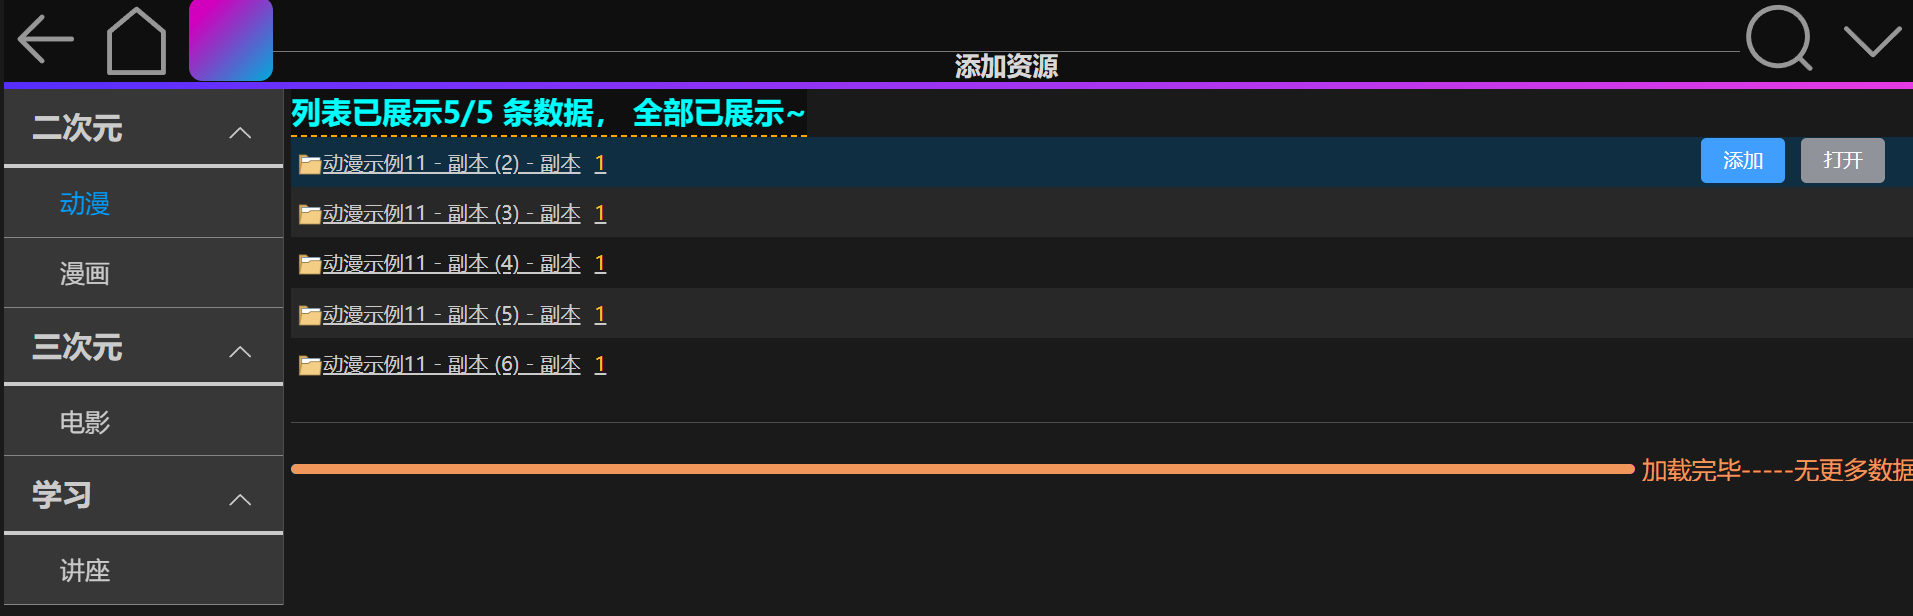 添加资源
二次元
动漫
漫画
三次元
电影
学习
讲座
列表已展示5/5 条数据， 全部已展示~
动漫示例11 - 副本 (2) - 副本 1 添加 打开
动漫示例11 - 副本 (3) - 副本 1
动漫示例11 - 副本 (4) - 副本 1
动漫示例11 - 副本 (5) - 副本 1
动漫示例11 - 副本 (6) - 副本 1
加载完毕-----无更多数据